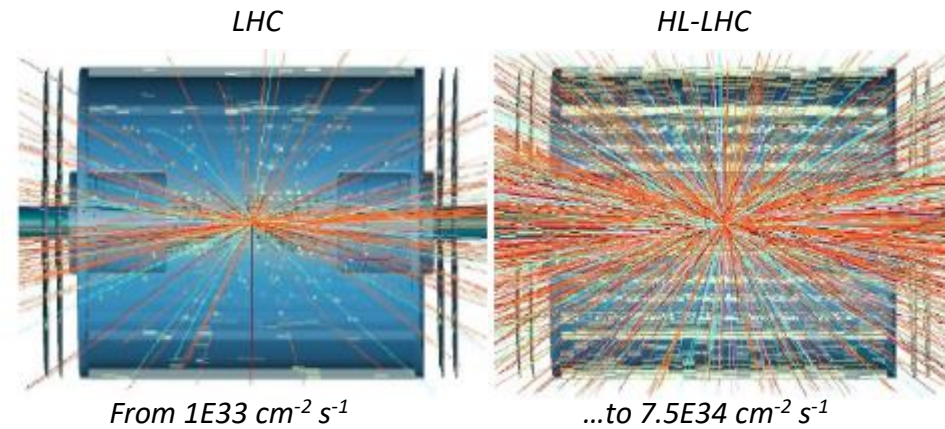 LHC
HL-LHC
From 1E33 cm⁻² s⁻¹
...to 7.5E34 cm⁻² s⁻¹